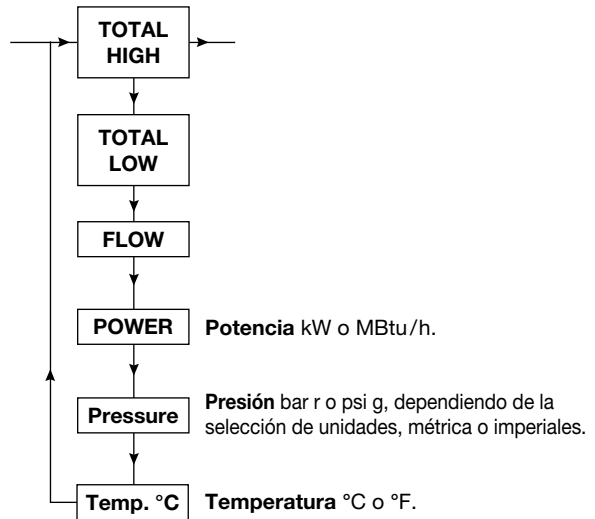 TOTAL
HIGH
TOTAL
LOW
FLOW
POWER
Potencia kW o MBtu/h.
Pressure
Presión bar r o psi g, dependiendo de la
selección de unidades, métrica o imperiales.
Temp. °C
Temperatura °C o °F.